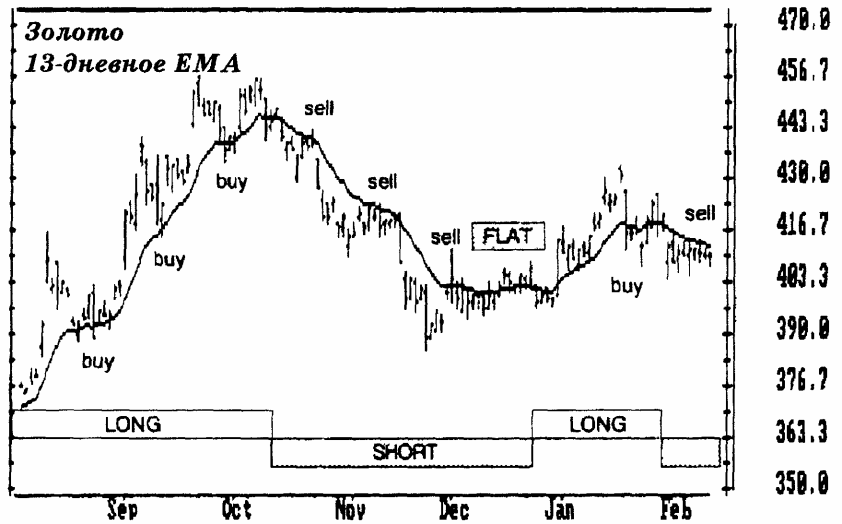 Золото
13-дневное EMA
470.0
456.7
443.3
430.0
416.7
403.3
390.0
376.7
363.3
350.0
sell
buy
sell
buy
sell
FLAT
sell
buy
buy
LONG
LONG
SHORT
Sep
Oct
Nov
Dec
Jan
Feb